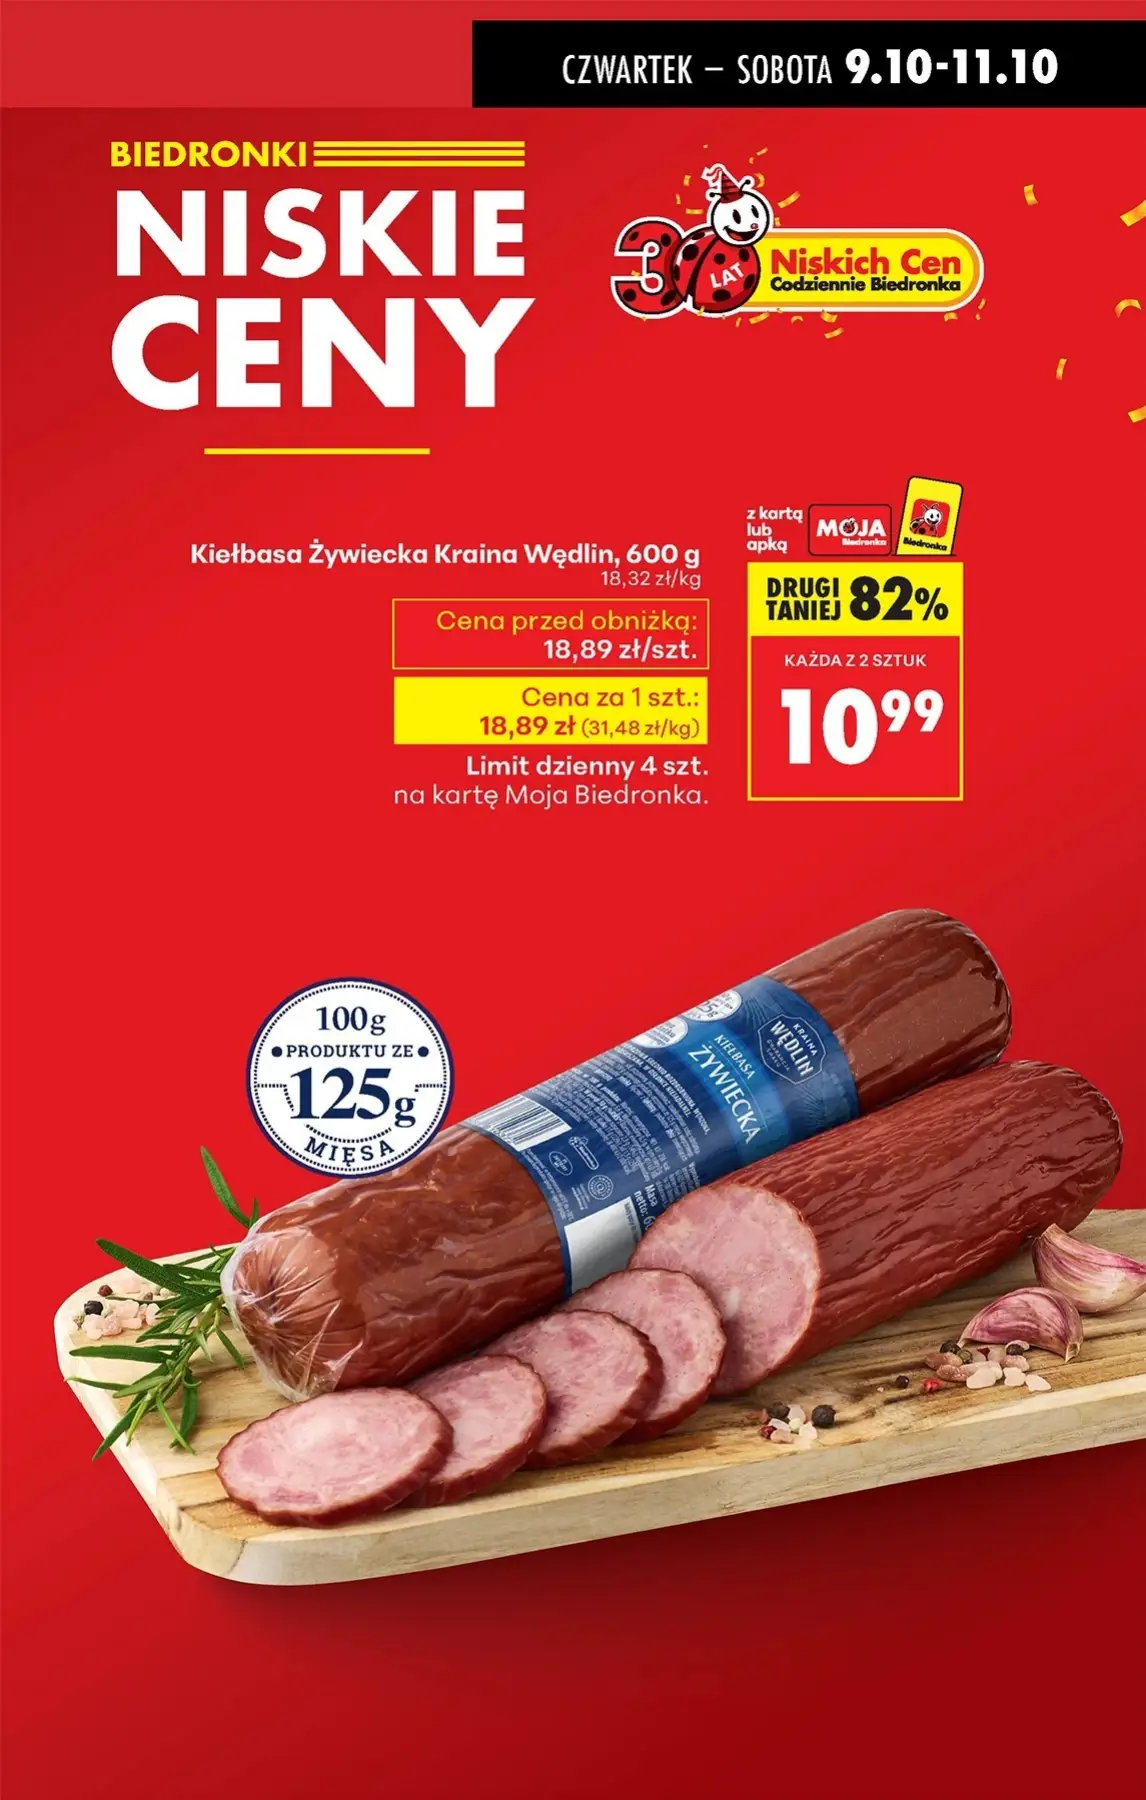 CZWARTEK – SOBOTA 9.10-11.10
BIEDRONKI
NISKIE
CENY
30 LAT
Niskich Cen
Codziennie Biedronka
z kartą
lub
apką
MOJA
Biedronka
Biedronka
Kiełbasa Żywiecka Kraina Wędlin, 600 g
18,32 zł/kg
Cena przed obniżką:
18,89 zł/szt.
Cena za 1 szt.:
18,89 zł (31,48 zł/kg)
Limit dzienny 4 szt.
na kartę Moja Biedronka.
DRUGI
TANIEJ 82%
KAŻDA Z 2 SZTUK
10 99
100g
• PRODUKTU ZE •
125g
MIĘSA
KRAINA
WĘDLIN
KIEŁBASA
ŻYWIECKA
Masa
netto: